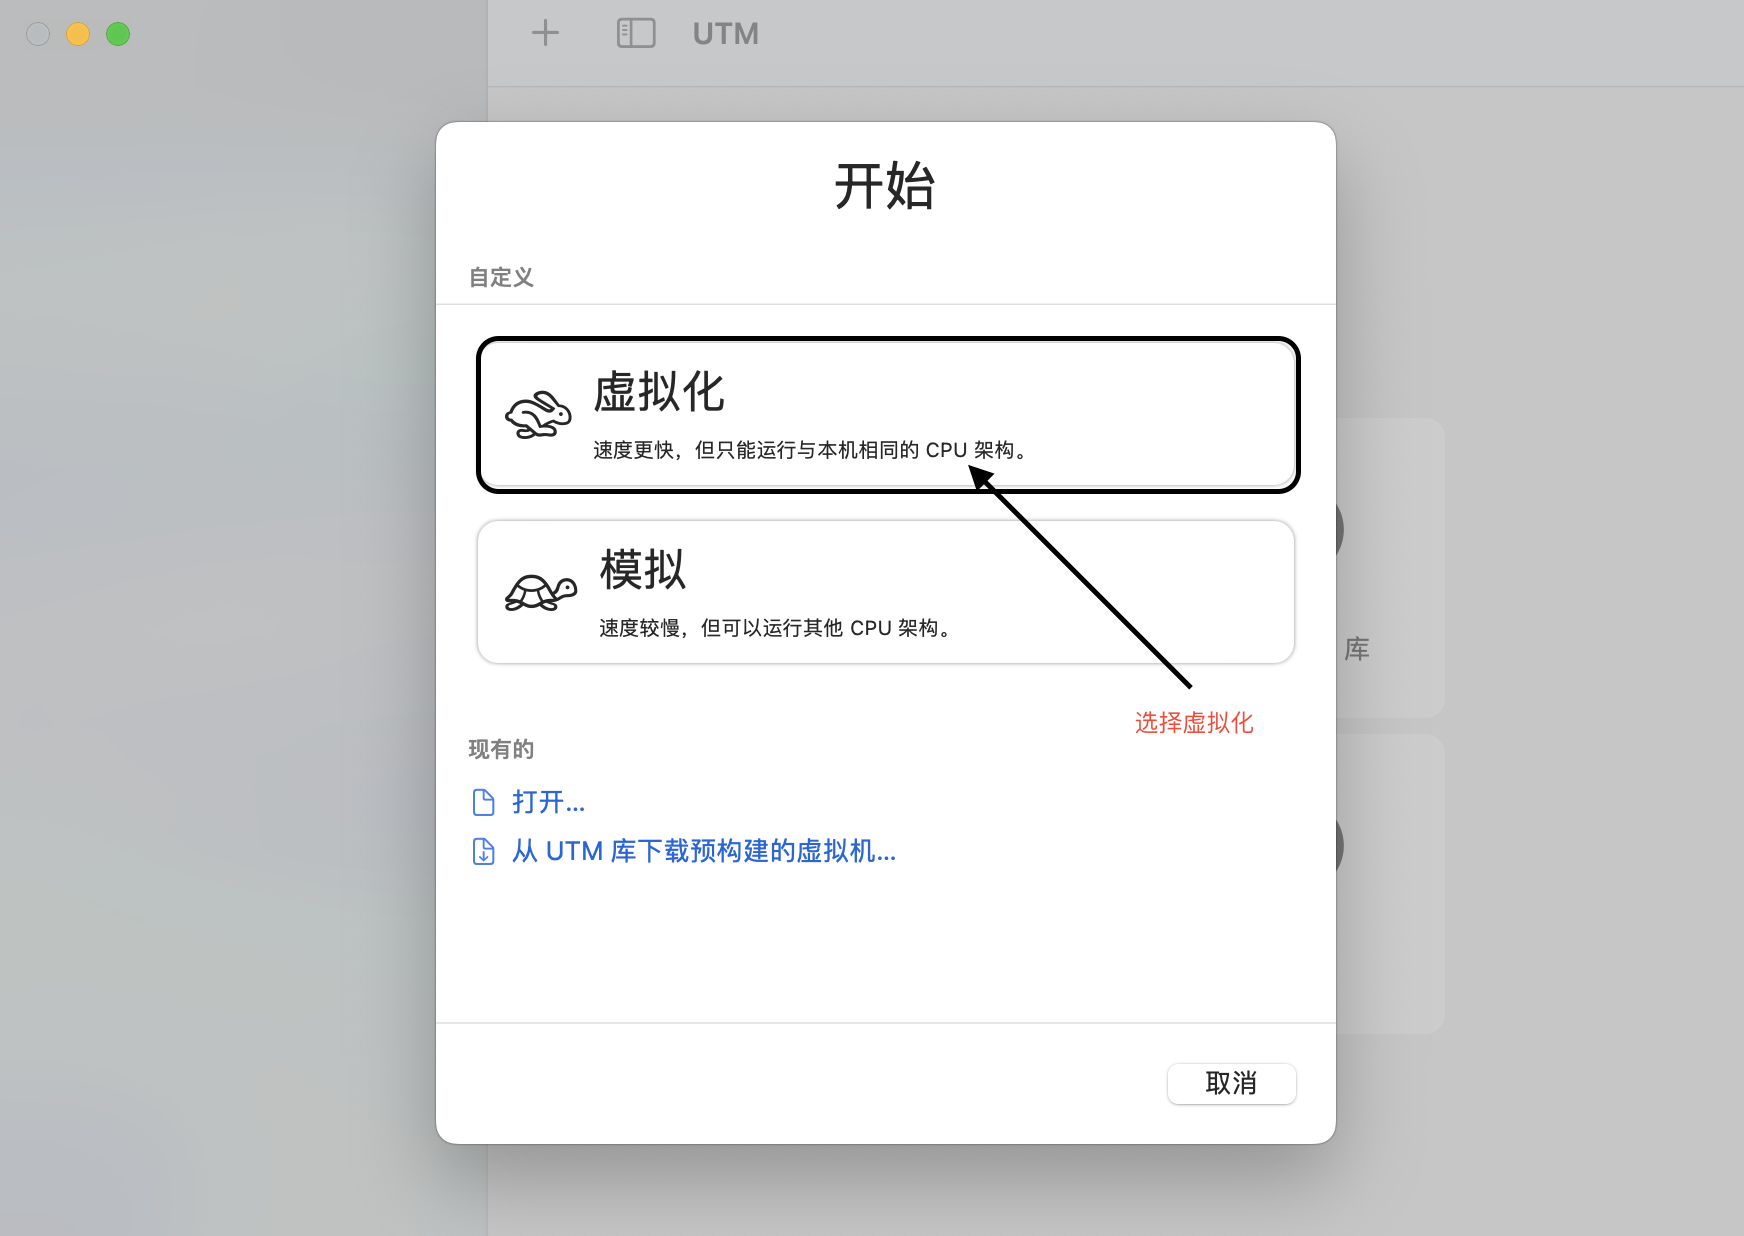 UTM
开始
自定义
虚拟化
速度更快，但只能运行与本机相同的 CPU 架构。
模拟
速度较慢，但可以运行其他 CPU 架构。
库
选择虚拟化
现有的
打开...
从 UTM 库下载预构建的虚拟机...
取消